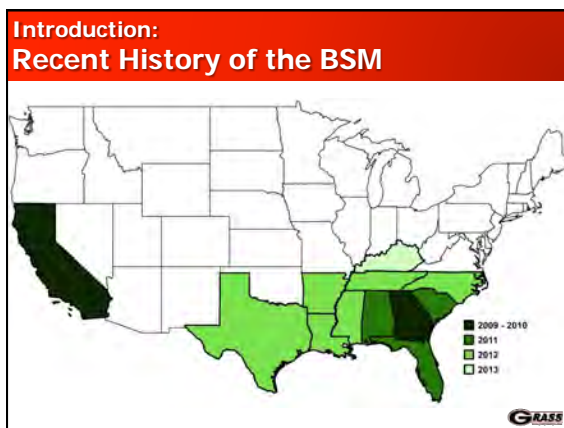 Introduction:
Recent History of the BSM
2009 - 2010
2011
2012
2013
GRASS